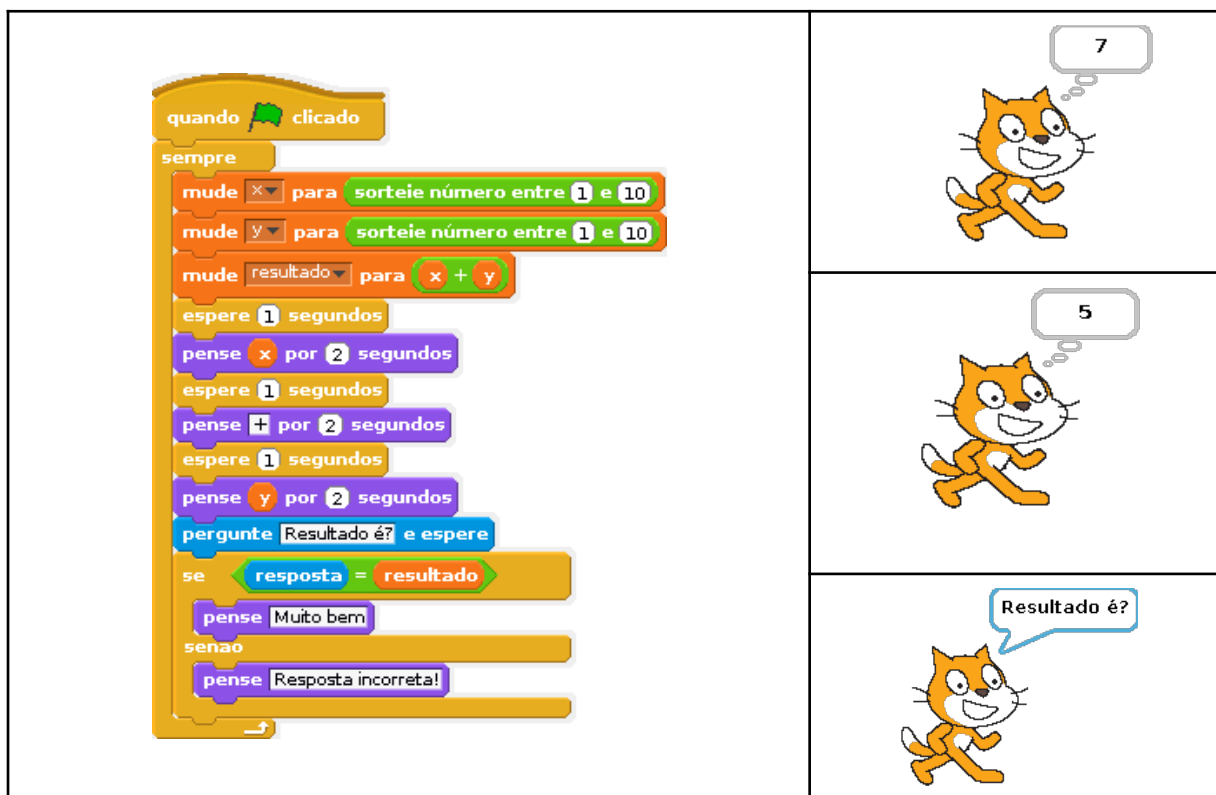 quando clicado
sempre
mude x para sorteie número entre 1 e 10
mude y para sorteie número entre 1 e 10
mude resultado para x + y
espere 1 segundos
pense x por 2 segundos
espere 1 segundos
pense + por 2 segundos
espere 1 segundos
pense y por 2 segundos
pergunte Resultado é? e espere
se resposta = resultado
pense Muito bem
senão
pense Resposta incorreta!
7
5
Resultado é?